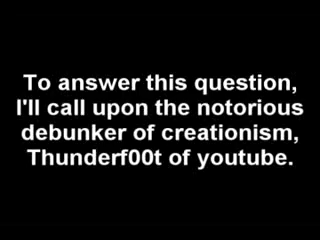 To answer this question,
I'll call upon the notorious
debunker of creationism,
Thunderf00t of youtube.